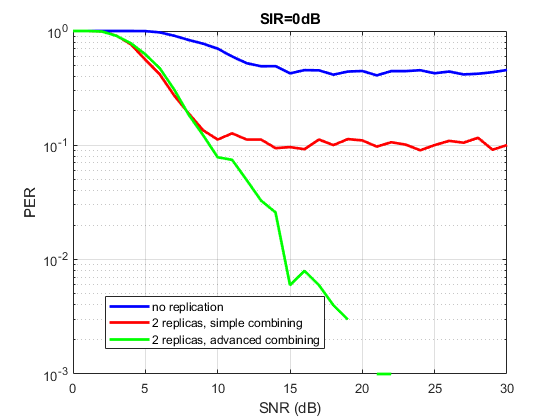 SIR=0dB
10^0
10^-1
10^-2
10^-3
PER
no replication
2 replicas, simple combining
2 replicas, advanced combining
0 5 10 15 20 25 30
SNR (dB)